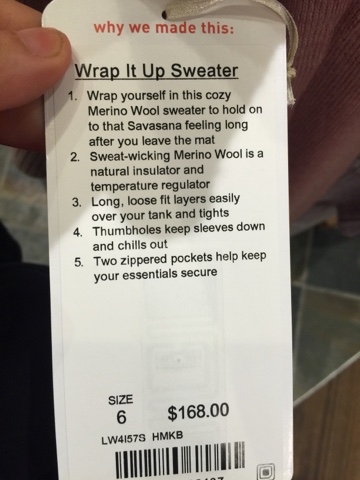 why we made this:
Wrap It Up Sweater
1. Wrap yourself in this cozy
Merino Wool sweater to hold on
to that Savasana feeling long
after you leave the mat
2. Sweat-wicking Merino Wool is a
natural insulator and
temperature regulator
3. Long, loose fit layers easily
over your tank and tights
4. Thumbholes keep sleeves down
and chills out
5. Two zippered pockets help keep
your essentials secure
SIZE
6
$168.00
LW4I57S HMKB